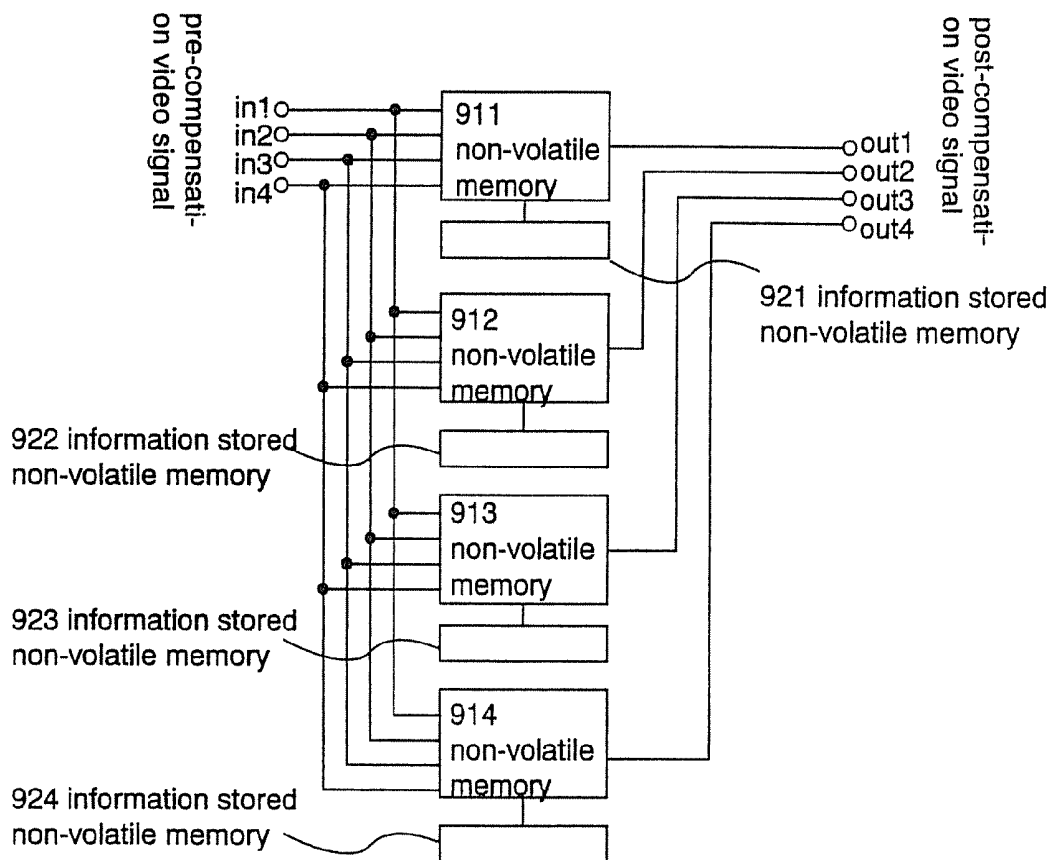 pre-compensati-
on video signal
in1
in2
in3
in4
911
non-volatile
memory
out1
out2
out3
out4
post-compensati-
on video signal
921 information stored
non-volatile memory
912
non-volatile
memory
922 information stored
non-volatile memory
913
non-volatile
memory
923 information stored
non-volatile memory
914
non-volatile
memory
924 information stored
non-volatile memory